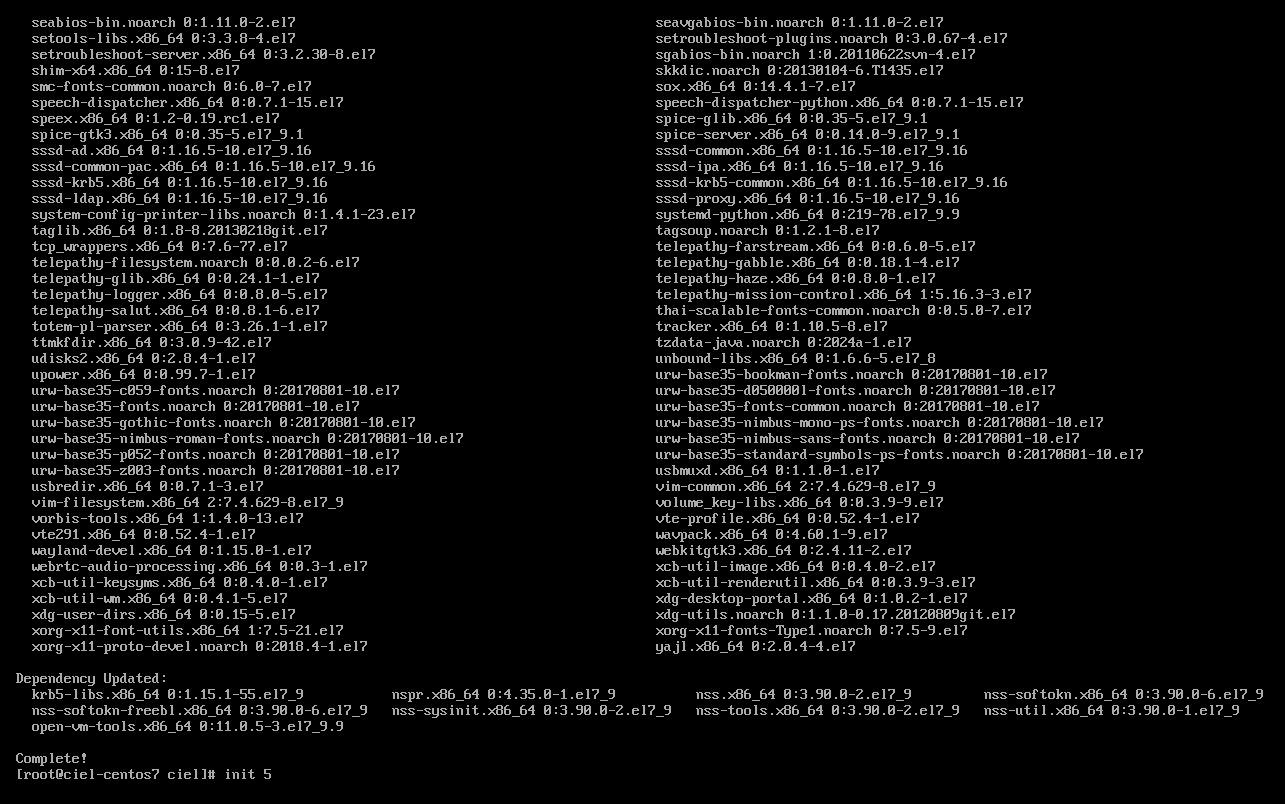 seabios-bin.noarch 0:1.11.0-2.el7 seavgabios-bin.noarch 0:1.11.0-2.el7
setools-libs.x86_64 0:3.3.8-4.el7 setroubleshoot-plugins.noarch 0:3.0.67-4.el7
setroubleshoot-server.x86_64 0:3.2.30-8.el7 sgabios-bin.noarch 1:0.20110622svn-4.el7
shim-x64.x86_64 0:15-8.el7 skkdic.noarch 0:20130104-6.T1435.el7
smc-fonts-common.noarch 0:6.0-7.el7 sox.x86_64 0:14.4.1-7.el7
speech-dispatcher.x86_64 0:0.7.1-15.el7 speech-dispatcher-python.x86_64 0:0.7.1-15.el7
speex.x86_64 0:1.2-0.19.rc1.el7 spice-glib.x86_64 0:0.35-5.el7_9.1
spice-gtk3.x86_64 0:0.35-5.el7_9.1 spice-server.x86_64 0:0.14.0-9.el7_9.1
sssd-ad.x86_64 0:1.16.5-10.el7_9.16 sssd-common.x86_64 0:1.16.5-10.el7_9.16
sssd-common-pac.x86_64 0:1.16.5-10.el7_9.16 sssd-ipa.x86_64 0:1.16.5-10.el7_9.16
sssd-krb5.x86_64 0:1.16.5-10.el7_9.16 sssd-krb5-common.x86_64 0:1.16.5-10.el7_9.16
sssd-ldap.x86_64 0:1.16.5-10.el7_9.16 sssd-proxy.x86_64 0:1.16.5-10.el7_9.16
system-config-printer-libs.noarch 0:1.4.1-23.el7 systemd-python.x86_64 0:219-78.el7_9.9
taglib.x86_64 0:1.8-8.20130218git.el7 tagsoup.noarch 0:1.2.1-8.el7
tcp_wrappers.x86_64 0:7.6-77.el7 telepathy-farstream.x86_64 0:0.6.0-5.el7
telepathy-filesystem.noarch 0:0.0.2-6.el7 telepathy-gabble.x86_64 0:0.18.1-4.el7
telepathy-glib.x86_64 0:0.24.1-1.el7 telepathy-haze.x86_64 0:0.8.0-1.el7
telepathy-logger.x86_64 0:0.8.0-5.el7 telepathy-mission-control.x86_64 1:5.16.3-3.el7
telepathy-salut.x86_64 0:0.8.1-6.el7 thai-scalable-fonts-common.noarch 0:0.5.0-7.el7
totem-pl-parser.x86_64 0:3.26.1-1.el7 tracker.x86_64 0:1.10.5-8.el7
ttmkfdir.x86_64 0:3.0.9-42.el7 tzdata-java.noarch 0:2024a-1.el7
udisks2.x86_64 0:2.8.4-1.el7 unbound-libs.x86_64 0:1.6.6-5.el7_8
upower.x86_64 0:0.99.7-1.el7 urw-base35-bookman-fonts.noarch 0:20170801-10.el7
urw-base35-c059-fonts.noarch 0:20170801-10.el7 urw-base35-d050000l-fonts.noarch 0:20170801-10.el7
urw-base35-fonts.noarch 0:20170801-10.el7 urw-base35-fonts-common.noarch 0:20170801-10.el7
urw-base35-gothic-fonts.noarch 0:20170801-10.el7 urw-base35-nimbus-mono-ps-fonts.noarch 0:20170801-10.el7
urw-base35-nimbus-roman-fonts.noarch 0:20170801-10.el7 urw-base35-nimbus-sans-fonts.noarch 0:20170801-10.el7
urw-base35-p052-fonts.noarch 0:20170801-10.el7 urw-base35-standard-symbols-ps-fonts.noarch 0:20170801-10.el7
urw-base35-z003-fonts.noarch 0:20170801-10.el7 usbmuxd.x86_64 0:1.1.0-1.el7
usbredir.x86_64 0:0.7.1-3.el7 vim-common.x86_64 2:7.4.629-8.el7_9
vim-filesystem.x86_64 2:7.4.629-8.el7_9 volume_key-libs.x86_64 0:0.3.9-9.el7
vorbis-tools.x86_64 1:1.4.0-13.el7 vte-profile.x86_64 0:0.52.4-1.el7
vte291.x86_64 0:0.52.4-1.el7 wavpack.x86_64 0:4.60.1-9.el7
wayland-devel.x86_64 0:1.15.0-1.el7 webkitgtk3.x86_64 0:2.4.11-2.el7
webrtc-audio-processing.x86_64 0:0.3-1.el7 xcb-util-image.x86_64 0:0.4.0-2.el7
xcb-util-keysyms.x86_64 0:0.4.0-1.el7 xcb-util-renderutil.x86_64 0:0.3.9-3.el7
xcb-util-wm.x86_64 0:0.4.1-5.el7 xdg-desktop-portal.x86_64 0:1.0.2-1.el7
xdg-user-dirs.x86_64 0:0.15-5.el7 xdg-utils.noarch 0:1.1.0-0.17.20120809git.el7
xorg-x11-font-utils.x86_64 1:7.5-21.el7 xorg-x11-fonts-Type1.noarch 0:7.5-9.el7
xorg-x11-proto-devel.noarch 0:2018.4-1.el7 yajl.x86_64 0:2.0.4-4.el7
Dependency Updated:
krb5-libs.x86_64 0:1.15.1-55.el7_9 nspr.x86_64 0:4.35.0-1.el7_9 nss.x86_64 0:3.90.0-2.el7_9 nss-softokn.x86_64 0:3.90.0-6.el7_9
nss-softokn-freebl.x86_64 0:3.90.0-6.el7_9 nss-sysinit.x86_64 0:3.90.0-2.el7_9 nss-tools.x86_64 0:3.90.0-2.el7_9 nss-util.x86_64 0:3.90.0-1.el7_9
open-vm-tools.x86_64 0:11.0.5-3.el7_9.9
Complete!
[root@ciel-centos7 ciel]# init 5